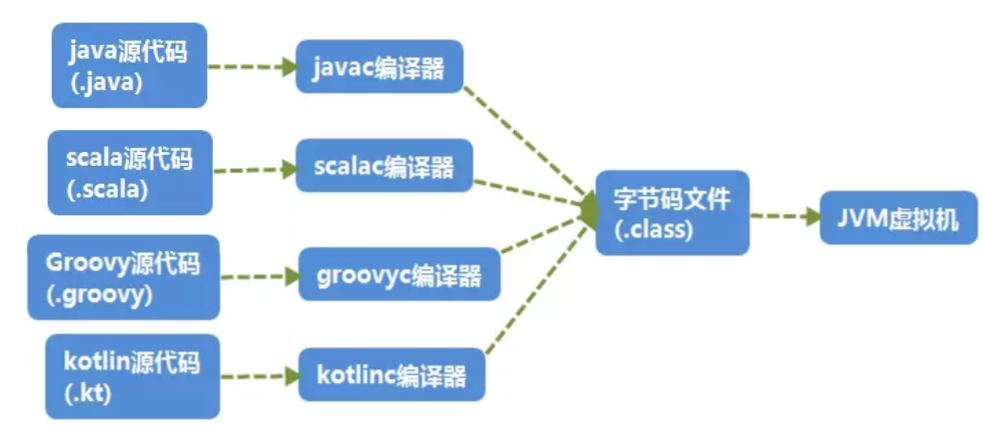 java源代码
(.java)
javac编译器
scala源代码
(.scala)
scalac编译器
字节码文件
(.class)
JVM虚拟机
Groovy源代码
(.groovy)
groovyc编译器
kotlin源代码
(.kt)
kotlinc编译器